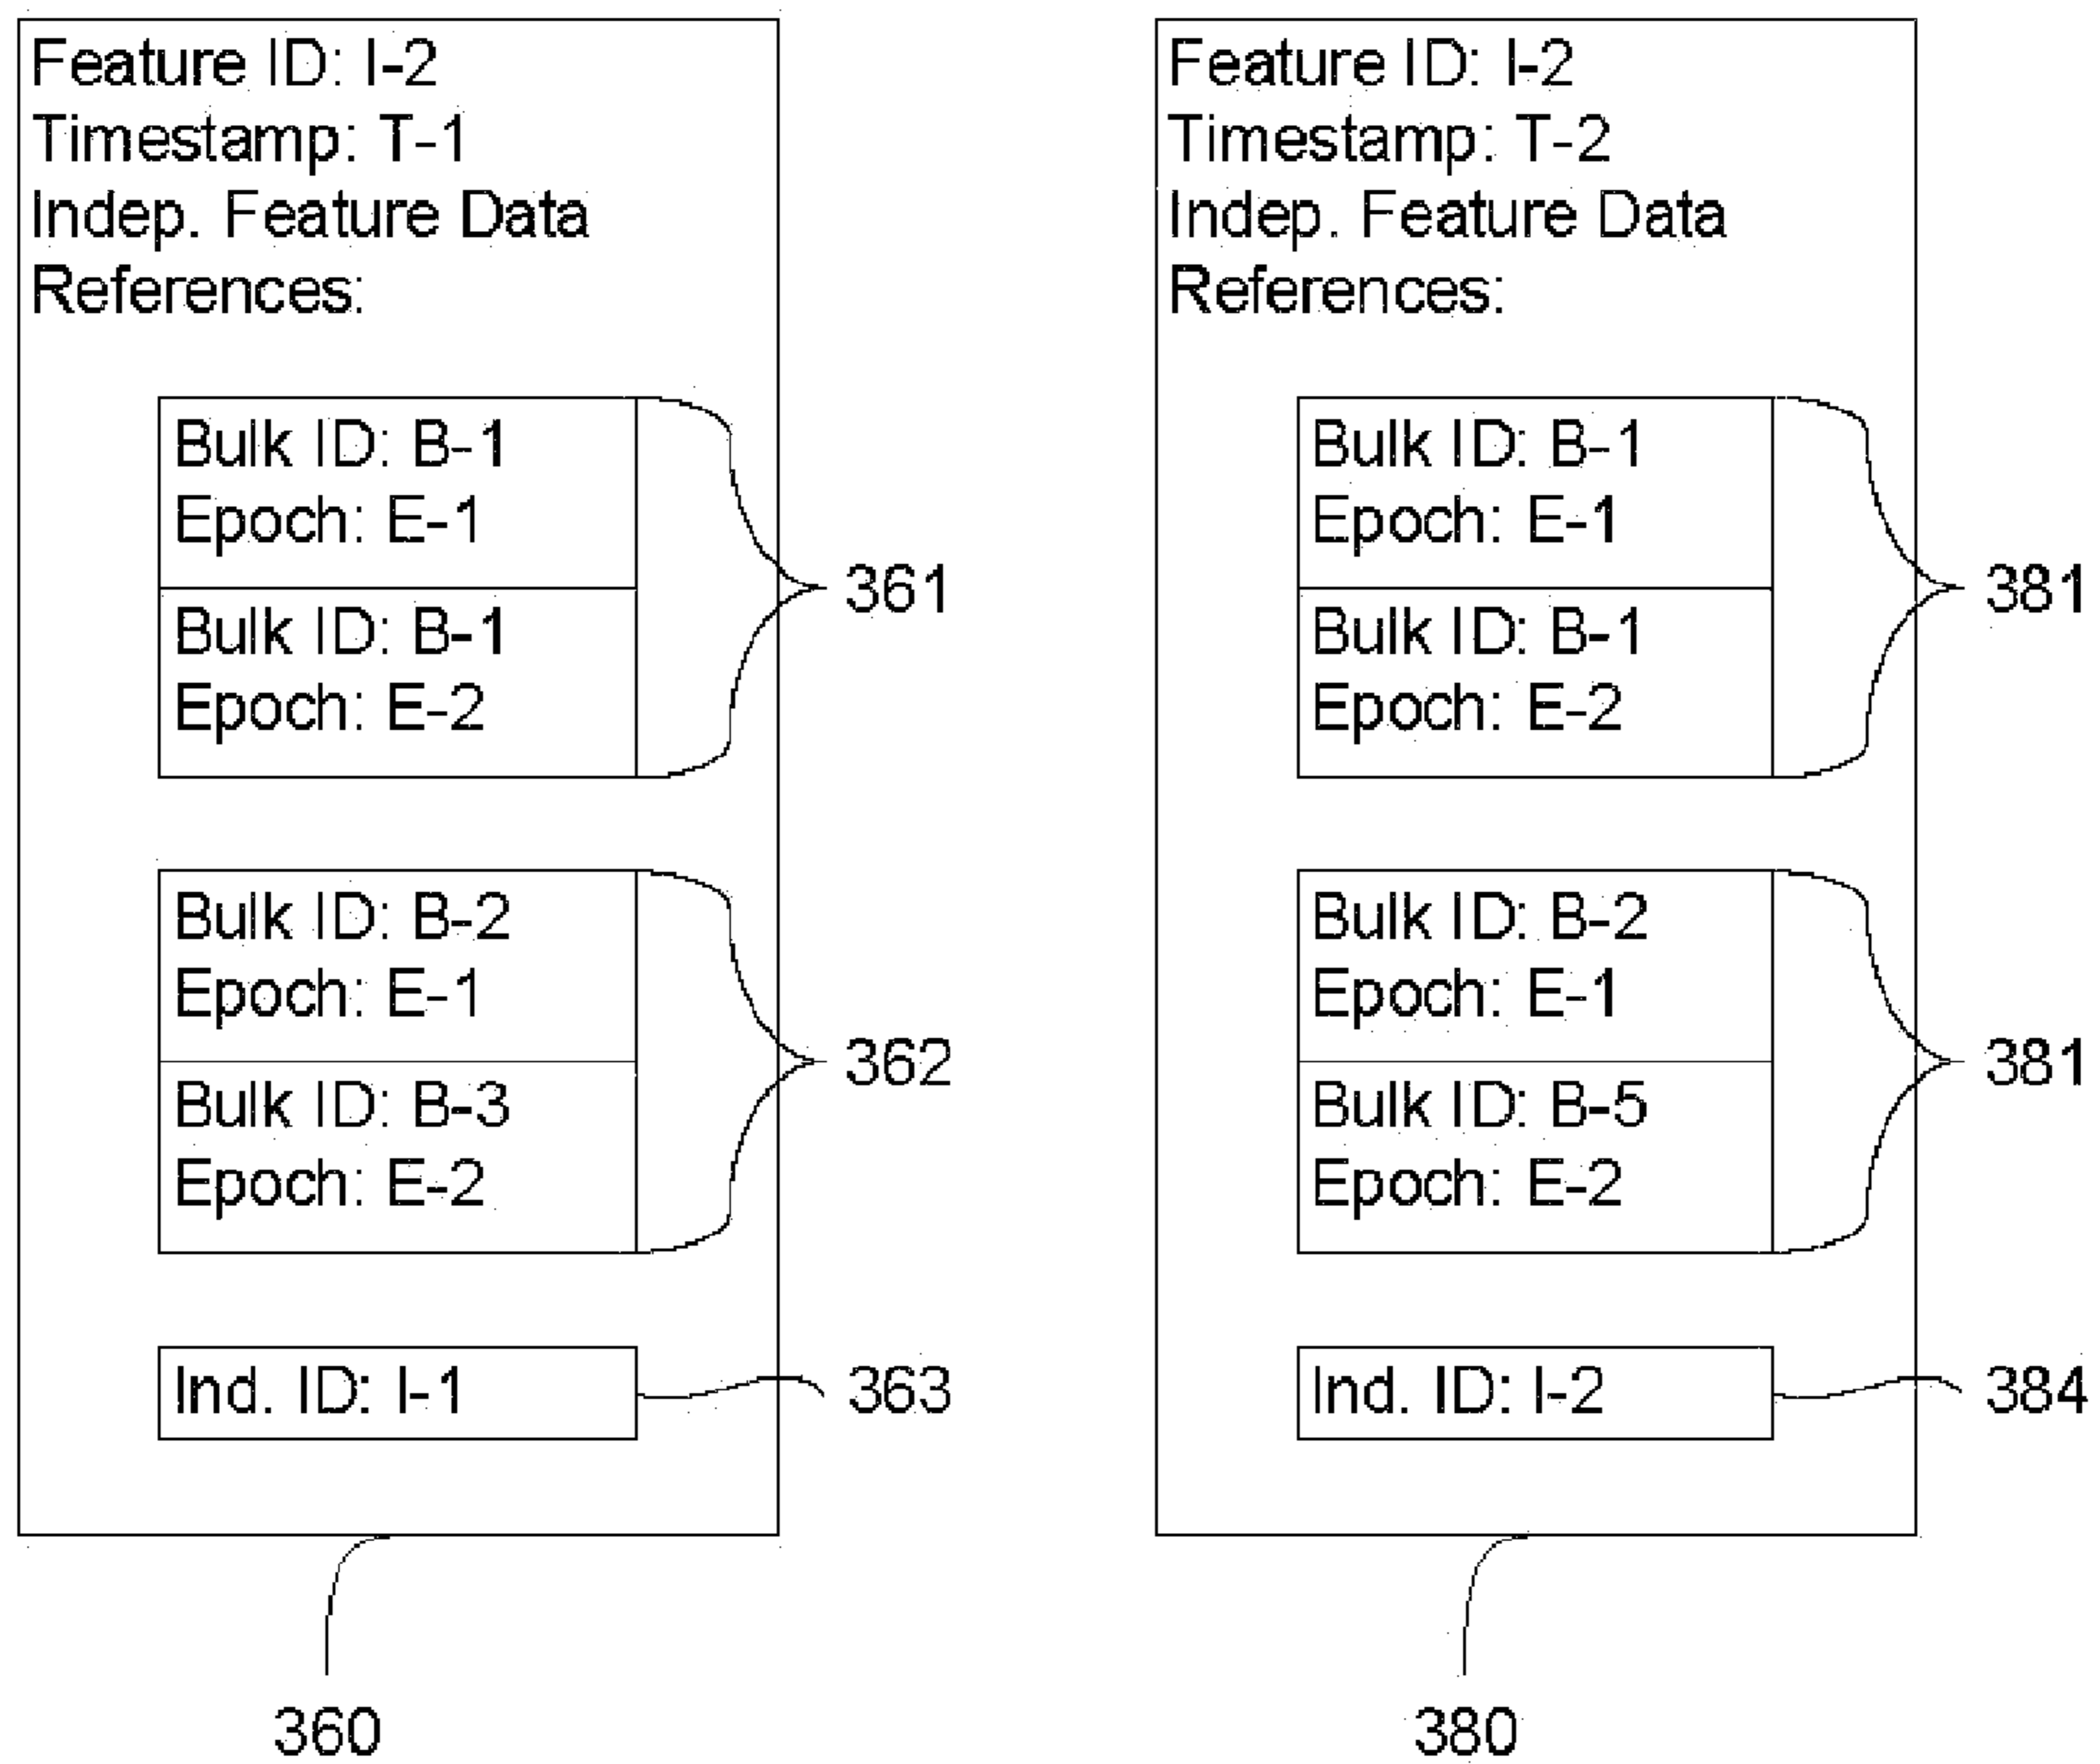 Feature ID: I-2
Timestamp: T-1
Indep. Feature Data
References:
Bulk ID: B-1
Epoch: E-1
Bulk ID: B-1
Epoch: E-2
361
Bulk ID: B-2
Epoch: E-1
Bulk ID: B-3
Epoch: E-2
362
Ind. ID: I-1
363
360
Feature ID: I-2
Timestamp: T-2
Indep. Feature Data
References:
Bulk ID: B-1
Epoch: E-1
Bulk ID: B-1
Epoch: E-2
381
Bulk ID: B-2
Epoch: E-1
Bulk ID: B-5
Epoch: E-2
381
Ind. ID: I-2
384
380